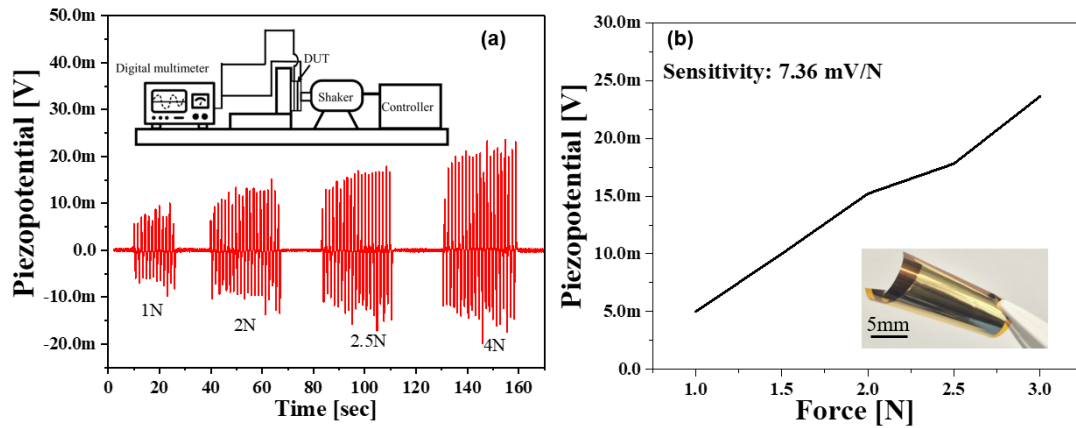 (a)
50.0m
40.0m
30.0m
20.0m
10.0m
0.0
-10.0m
-20.0m
Piezopotential [V]
Digital multimeter
DUT
Shaker
Controller
1N
2N
2.5N
4N
0 20 40 60 80 100 120 140 160
Time [sec]
(b)
Sensitivity: 7.36 mV/N
30.0m
25.0m
20.0m
15.0m
10.0m
5.0m
0.0m
Piezopotential [V]
5mm
1.0 1.5 2.0 2.5 3.0
Force [N]